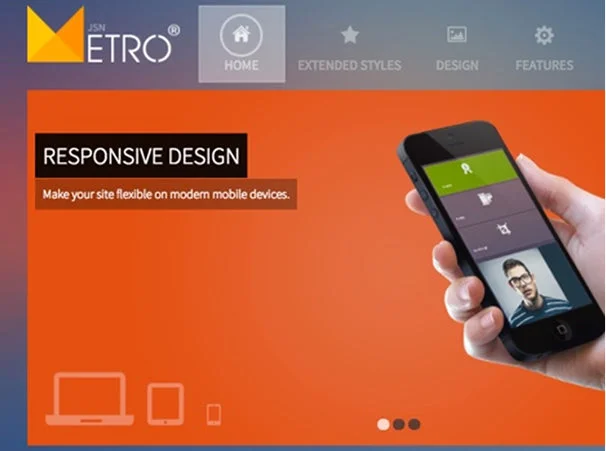 JSN
METRO®
HOME
EXTENDED STYLES
DESIGN
FEATURES
RESPONSIVE DESIGN
Make your site flexible on modern mobile devices.